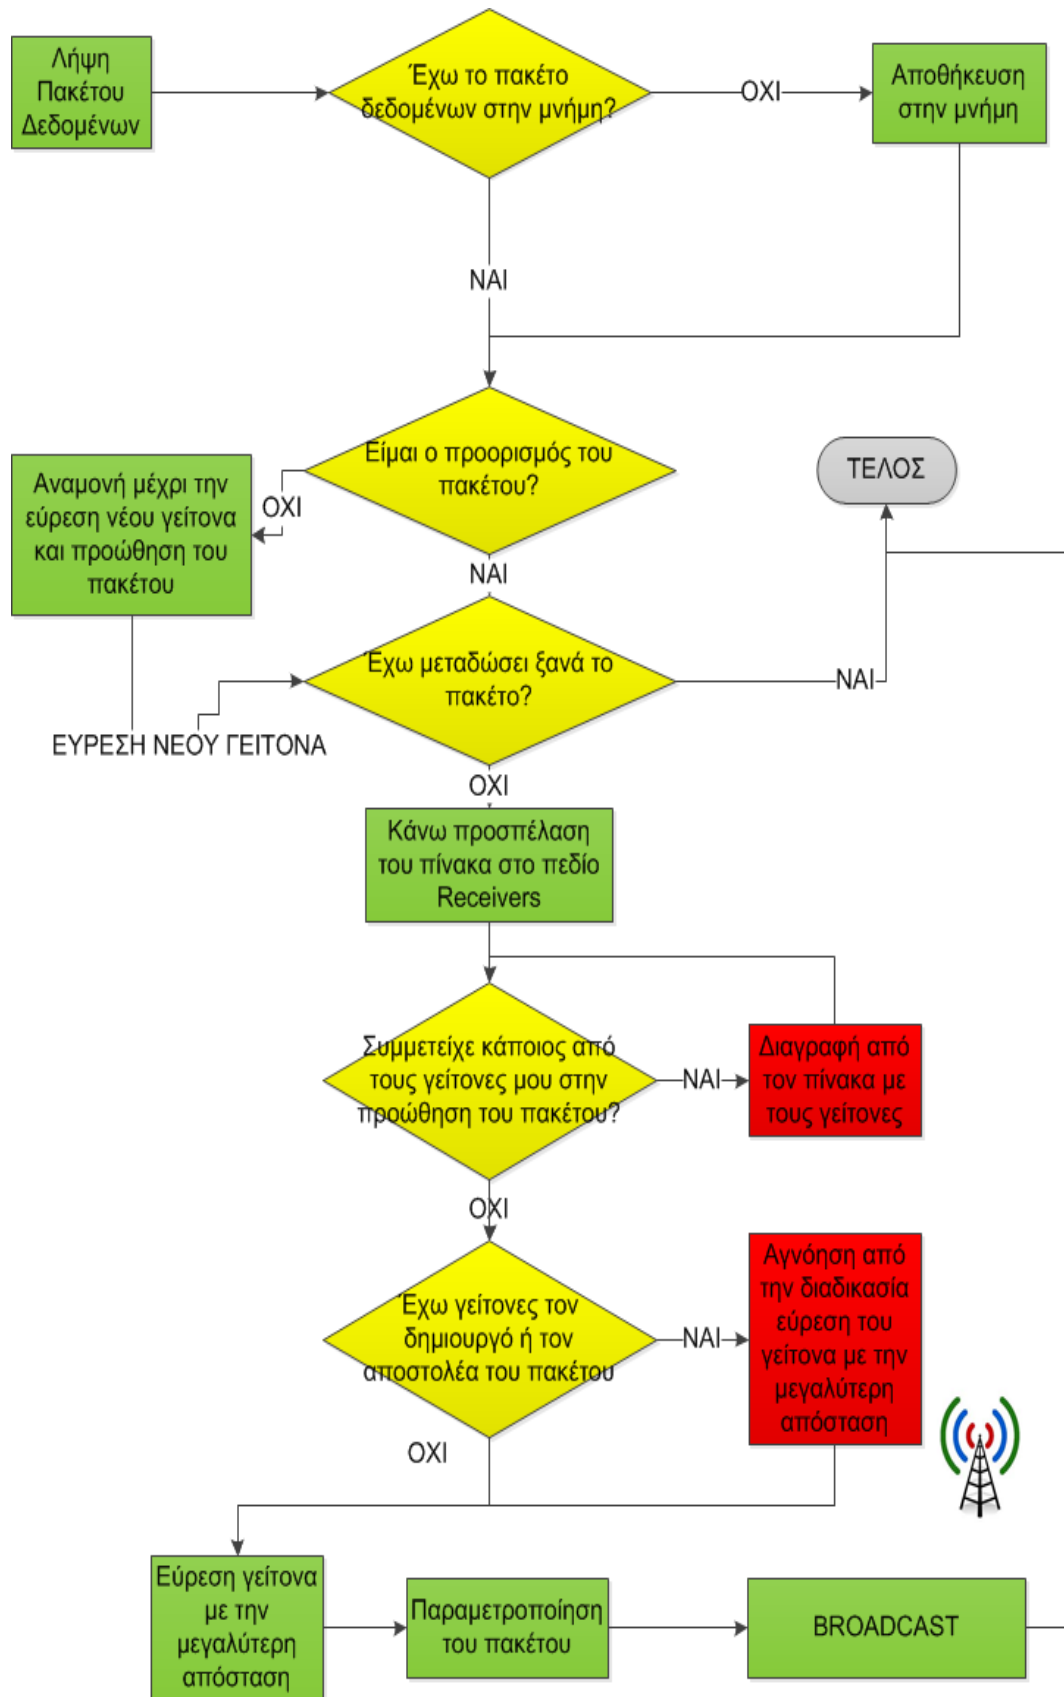 Λήψη
Πακέτου
Δεδομένων
Έχω το πακέτο
δεδομένων στην μνήμη?
ΟΧΙ
Αποθήκευση
στην μνήμη
ΝΑΙ
Είμαι ο προορισμός του
πακέτου?
ΟΧΙ
Αναμονή μέχρι την
εύρεση νέου γείτονα
και προώθηση του
πακέτου
ΤΕΛΟΣ
ΝΑΙ
Έχω μεταδώσει ξανά το
πακέτο?
ΝΑΙ
ΕΥΡΕΣΗ ΝΕΟΥ ΓΕΙΤΟΝΑ
ΟΧΙ
Κάνω προσπέλαση
του πίνακα στο πεδίο
Receivers
Συμμετείχε κάποιος από
τους γείτονες μου στην
προώθηση του πακέτου?
ΝΑΙ
Διαγραφή από
τον πίνακα με
τους γείτονες
ΟΧΙ
Έχω γείτονες τον
δημιουργό ή τον
αποστολέα του πακέτου
ΝΑΙ
Αγνόηση από
την διαδικασία
εύρεση του
γείτονα με την
μεγαλύτερη
απόσταση
ΟΧΙ
Εύρεση γείτονα
με την
μεγαλύτερη
απόσταση
Παραμετροποίηση
του πακέτου
BROADCAST